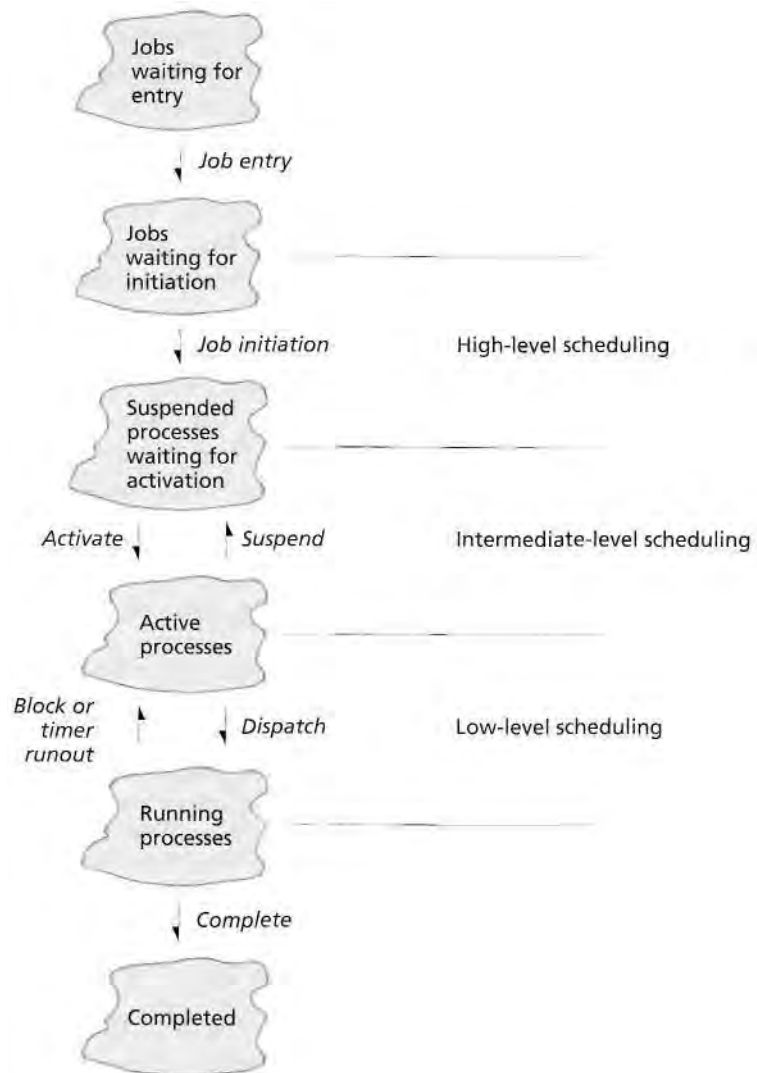 Jobs
waiting for
entry
Job entry
Jobs
waiting for
initiation
Job initiation
High-level scheduling
Suspended
processes
waiting for
activation
Activate
Suspend
Intermediate-level scheduling
Active
processes
Block or
timer
runout
Dispatch
Low-level scheduling
Running
processes
Complete
Completed